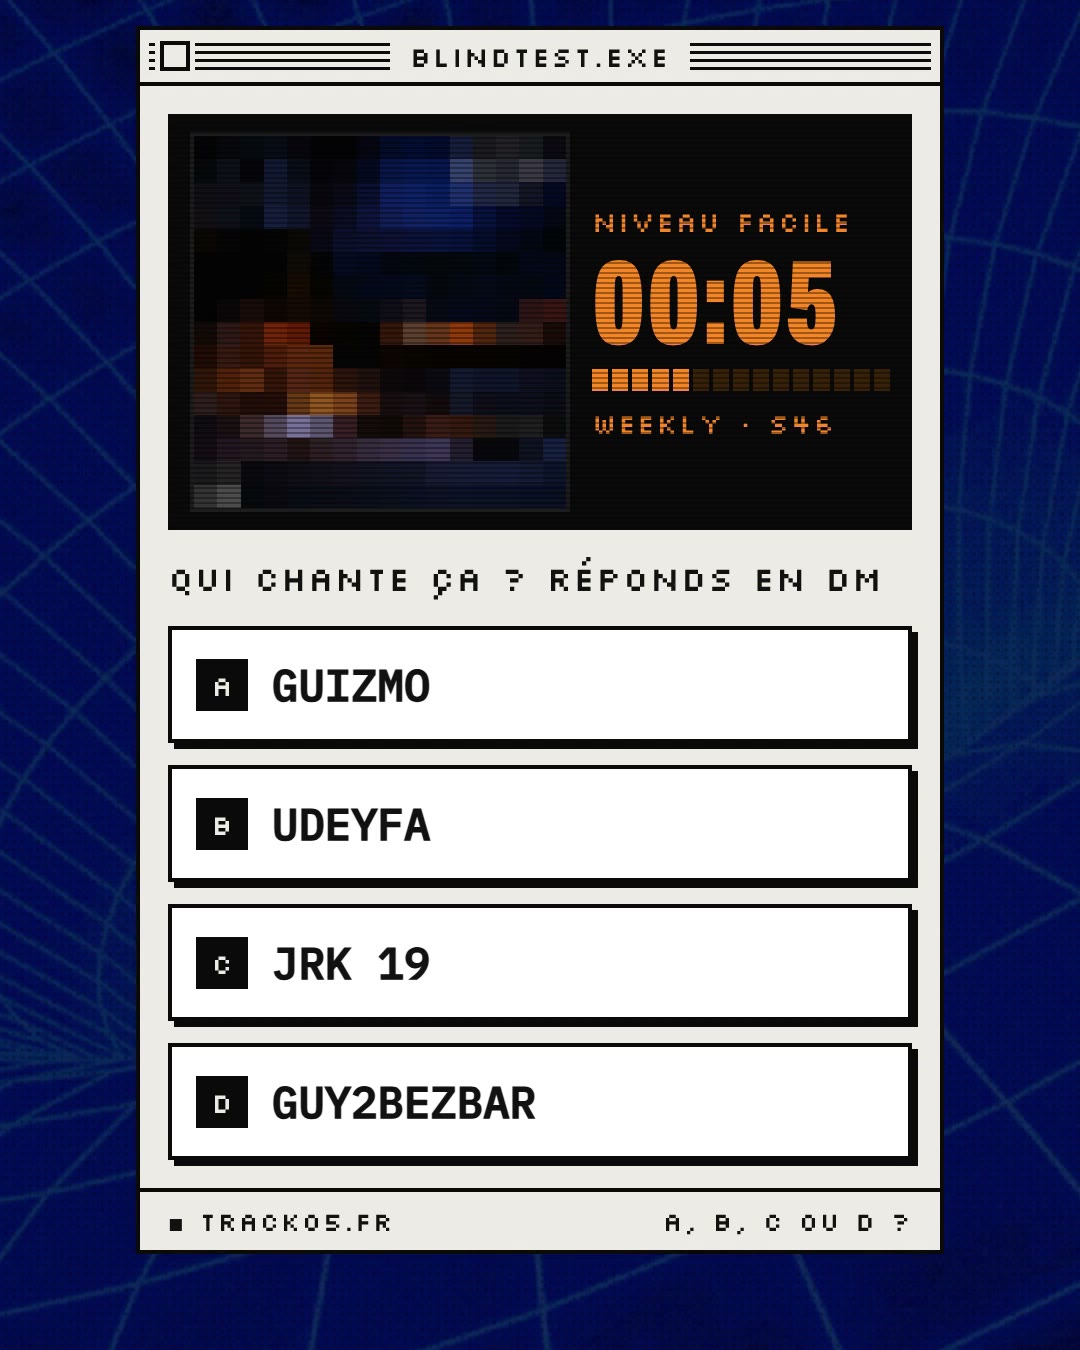 BLINDTEST.EXE
NIVEAU FACILE
00:05
WEEKLY · S46
QUI CHANTE ÇA ? RÉPONDS EN DM
A GUIZMO
B UDEYFA
C JRK 19
D GUY2BEZBAR
■ TRACK05.FR
A, B, C OU D ?